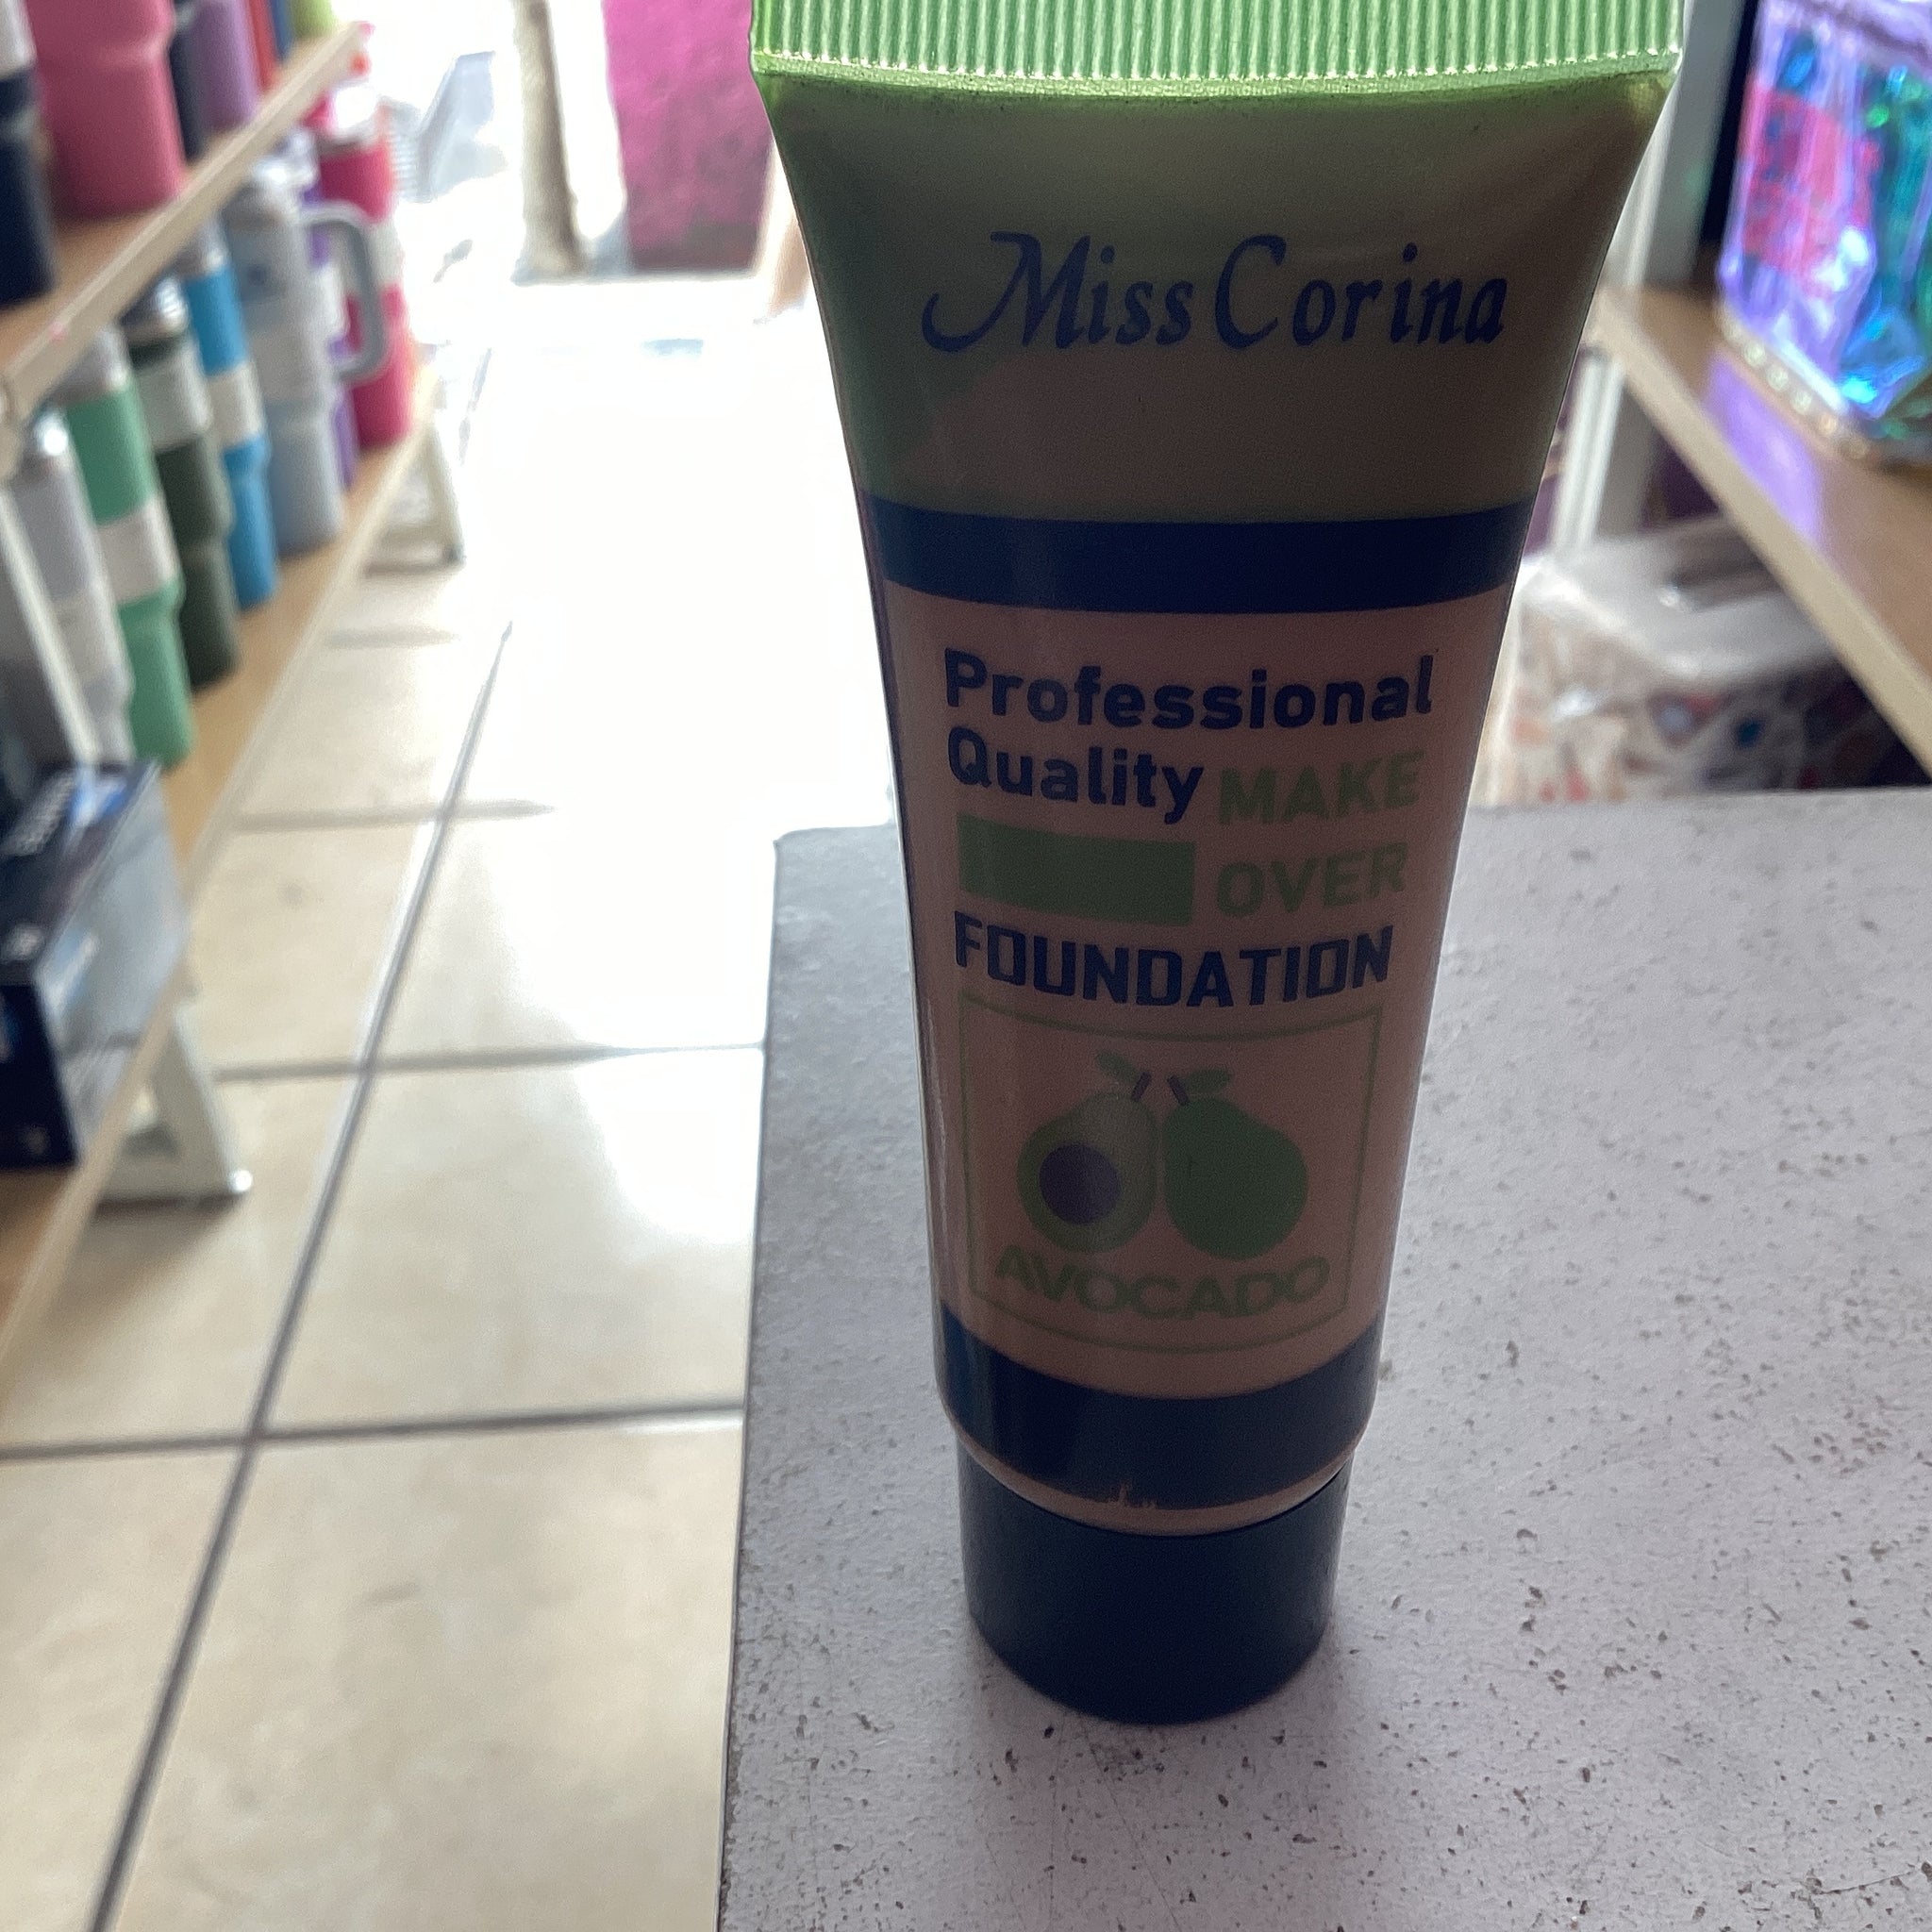 Miss Corina
Professional
Quality MAKE
OVER
FOUNDATION
AVOCADO